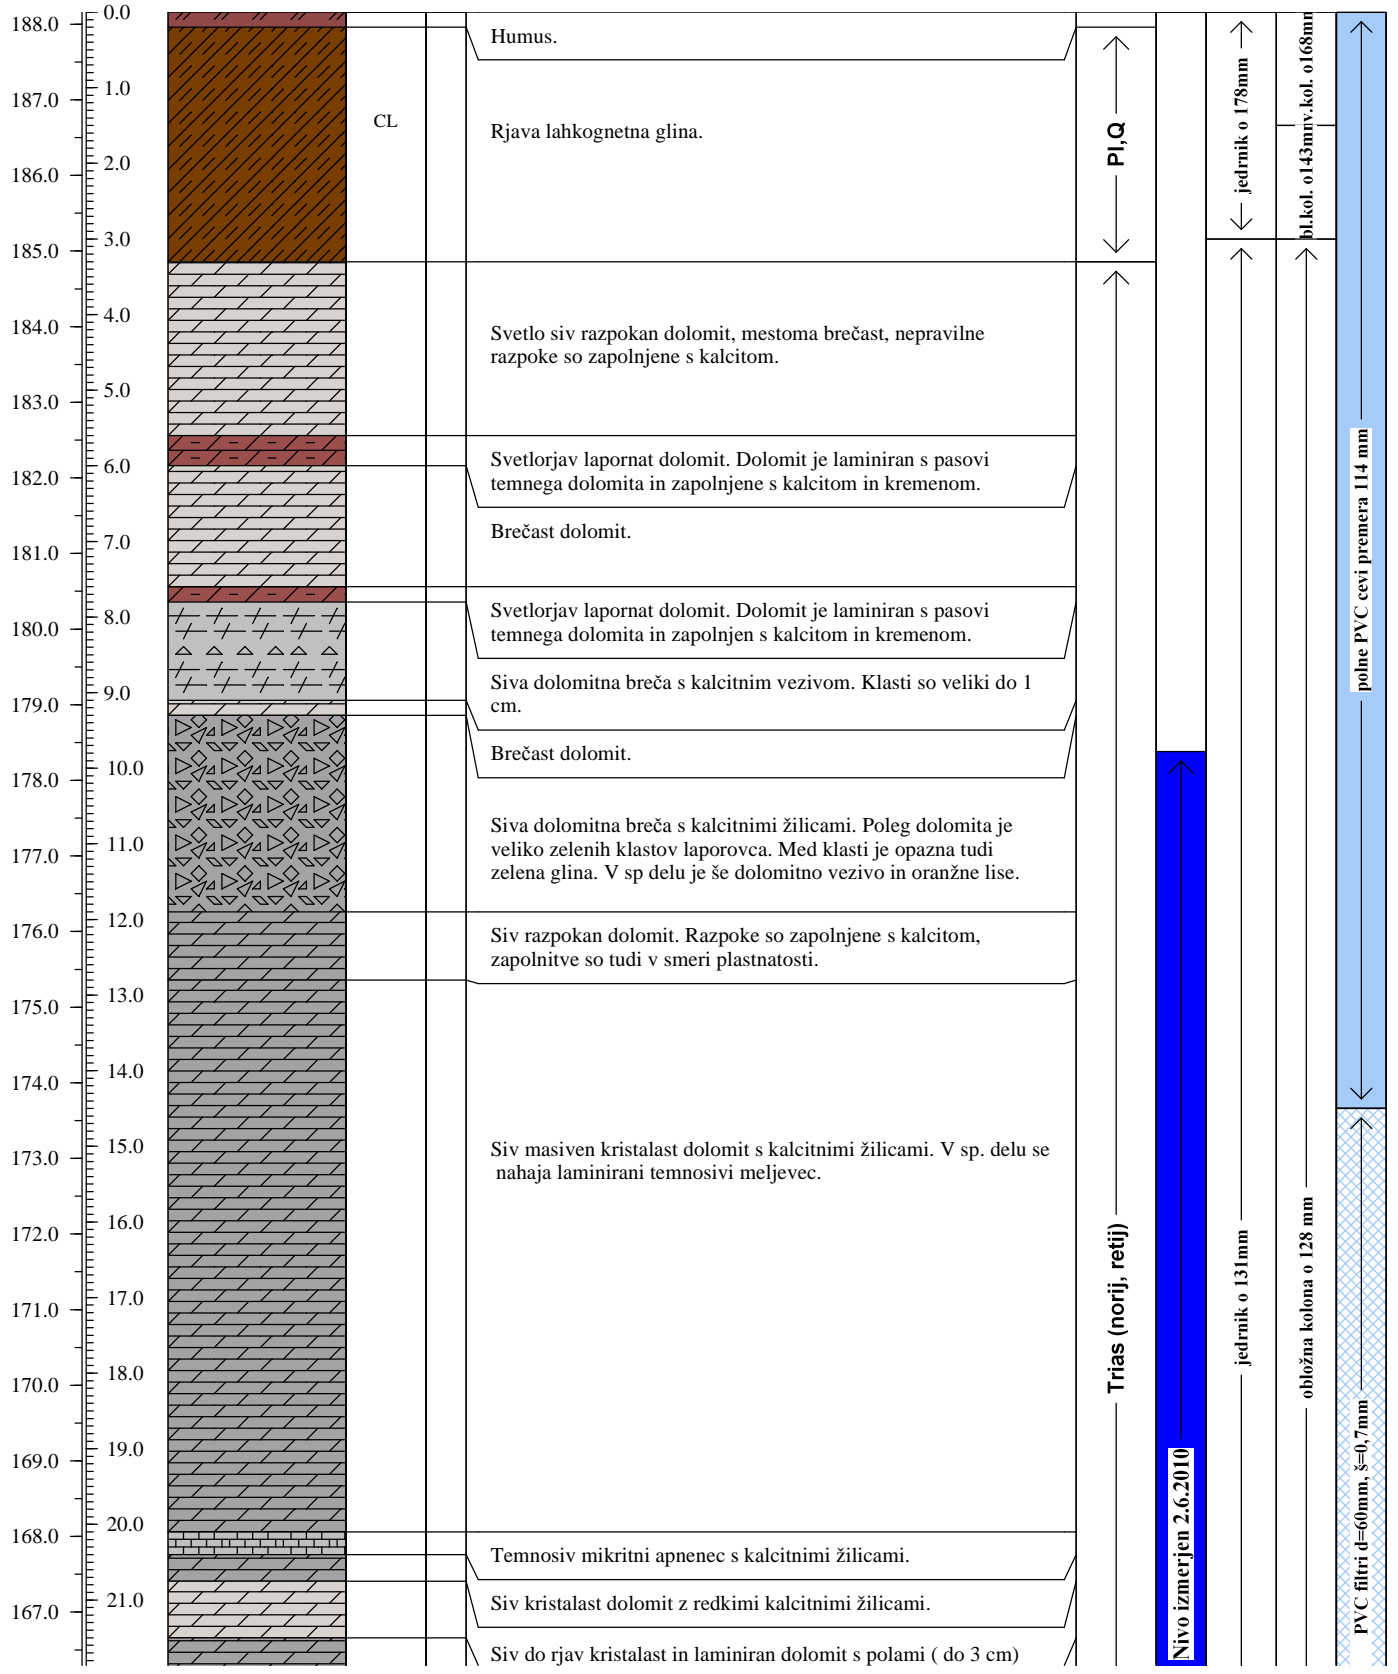 188.0
187.0
186.0
185.0
184.0
183.0
182.0
181.0
180.0
179.0
178.0
177.0
176.0
175.0
174.0
173.0
172.0
171.0
170.0
169.0
168.0
167.0
0.0
1.0
2.0
3.0
4.0
5.0
6.0
7.0
8.0
9.0
10.0
11.0
12.0
13.0
14.0
15.0
16.0
17.0
18.0
19.0
20.0
21.0
CL
Humus.
Rjava lahkognetna glina.
Svetlo siv razpokan dolomit, mestoma brečast, nepravilne
razpoke so zapolnjene s kalcitom.
Svetlorjav lapornat dolomit. Dolomit je laminiran s pasovi
temnega dolomita in zapolnjene s kalcitom in kremenom.
Brečast dolomit.
Svetlorjav lapornat dolomit. Dolomit je laminiran s pasovi
temnega dolomita in zapolnjen s kalcitom in kremenom.
Siva dolomitna breča s kalcitnim vezivom. Klasti so veliki do 1
cm.
Brečast dolomit.
Siva dolomitna breča s kalcitnimi žilicami. Poleg dolomita je
veliko zelenih klastov laporovca. Med klasti je opazna tudi
zelena glina. V sp delu je še dolomitno vezivo in oranžne lise.
Siv razpokan dolomit. Razpoke so zapolnjene s kalcitom,
zapolnitve so tudi v smeri plastnatosti.
Siv masiven kristalast dolomit s kalcitnimi žilicami. V sp. delu se
nahaja laminirani temnosivi meljevec.
Temnosiv mikritni apnenec s kalcitnimi žilicami.
Siv kristalast dolomit z redkimi kalcitnimi žilicami.
Siv do rjav kristalast in laminiran dolomit s polami ( do 3 cm)
Pl,Q
Trias (norij, retij)
Nivo izmerjen 2.6.2010
jedrnik o 178mm
jedrnik o 131mm
v.kol. o168mm
bl.kol. o143mm
obložna kolona o 128 mm
polne PVC cevi premera 114 mm
PVC filtri d=60mm, š=0,7mm